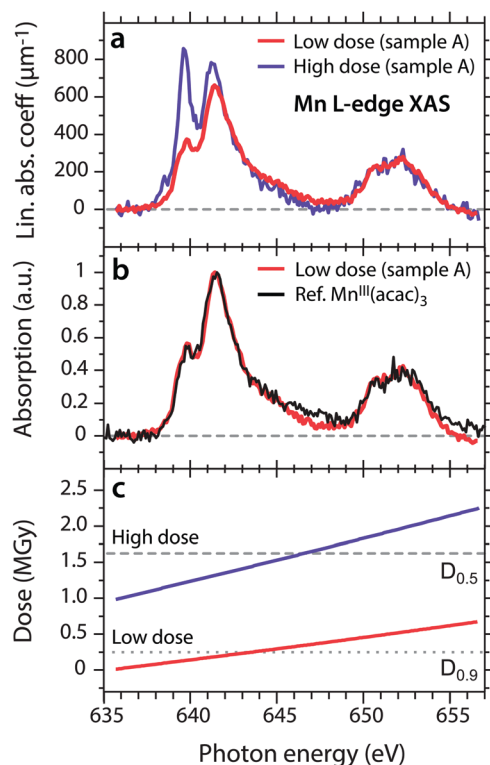 a
Low dose (sample A)
High dose (sample A)
Mn L-edge XAS
Lin. abs. coeff (μm⁻¹)
800
600
400
200
0
b
Low dose (sample A)
Ref. Mnᴵᴵᴵ(acac)₃
Absorption (a.u.)
1
0.8
0.6
0.4
0.2
0
c
Dose (MGy)
2.5
2.0
1.5
1.0
0.5
0
High dose
D₀.₅
Low dose
D₀.₉
635 640 645 650 655
Photon energy (eV)